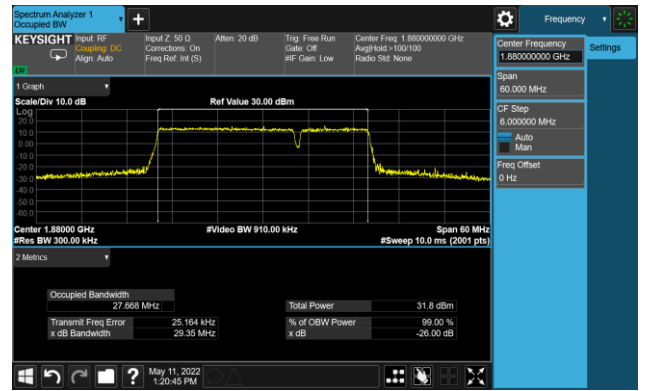 Spectrum Analyzer 1
Occupied BW
+
Frequency
KEYSIGHT
Input: RF
Coupling: DC
Align: Auto
Input Z: 50 Ω
Corrections: On
Freq Ref: Int (S)
Atten: 20 dB
Trig: Free Run
Gate: Off
#IF Gain: Low
Center Freq: 1.880000000 GHz
Avg|Hold:>100/100
Radio Std: None
Center Frequency
1.880000000 GHz
Settings
Span
60.000 MHz
CF Step
6.000000 MHz
Auto
Man
Freq Offset
0 Hz
1 Graph
Scale/Div 10.0 dB
Ref Value 30.00 dBm
Log
20.0
10.0
0.00
-10.0
-20.0
-30.0
-40.0
-50.0
-60.0
Center 1.88000 GHz
#Video BW 910.00 kHz
Span 60 MHz
#Res BW 300.00 kHz
#Sweep 10.0 ms (2001 pts)
2 Metrics
Occupied Bandwidth
27.668 MHz
Total Power 31.8 dBm
Transmit Freq Error 25.164 kHz
% of OBW Power 99.00 %
x dB Bandwidth 29.35 MHz
x dB -26.00 dB
?
May 11, 2022
1:20:45 PM